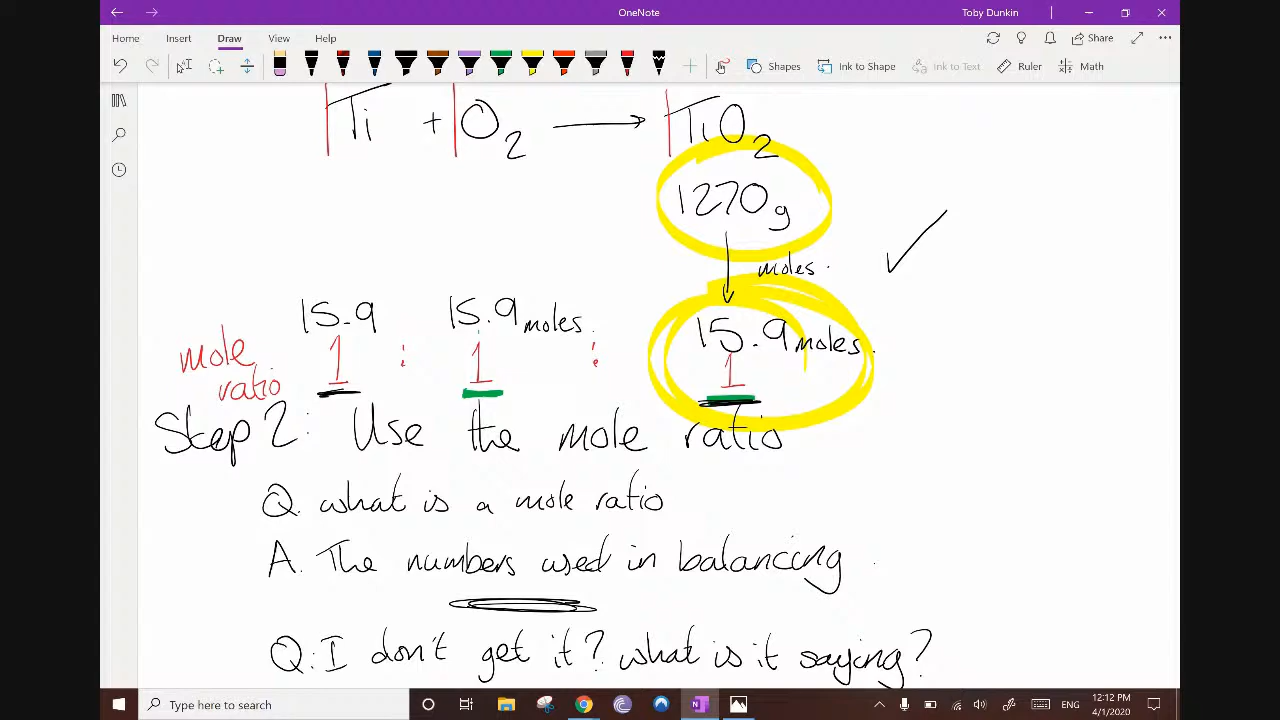 OneNote
Toby Dunkin
Home Insert Draw View Help
Share
Shapes Ink to Shape Ink to Text Ruler Math
1 Ti + 1 O2 → 1 TiO2
1270g
moles.
15.9 15.9 moles. 15.9 moles.
mole ratio 1 : 1 : 1
Step 2: Use the mole ratio
Q. what is a mole ratio
A. The numbers used in balancing.
Q: I don't get it? what is it saying?
Type here to search
ENG
12:12 PM
4/1/2020